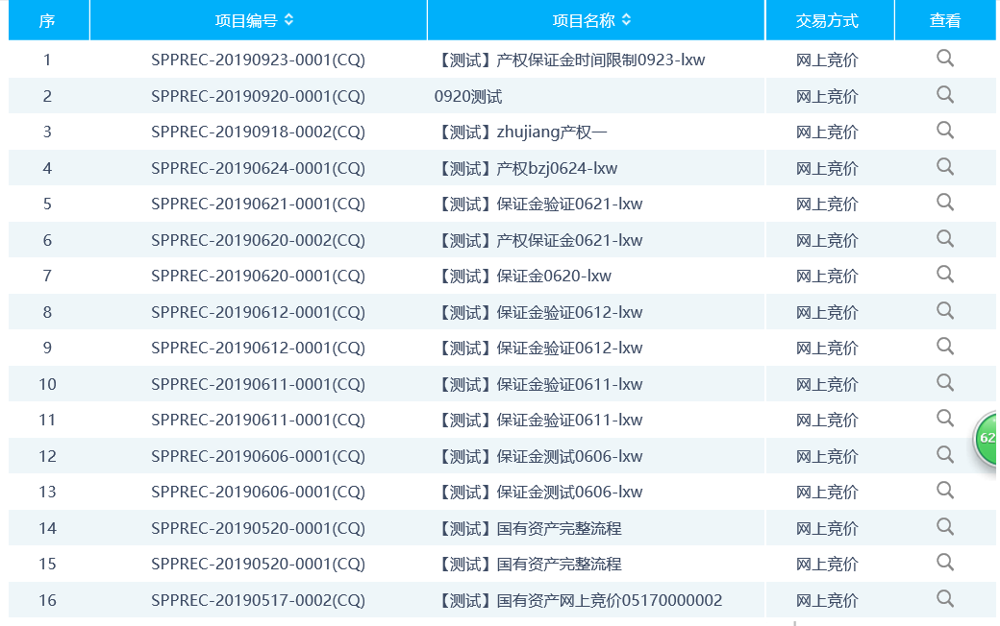 序 项目编号 项目名称 交易方式 查看
1 SPPREC-20190923-0001(CQ) 【测试】产权保证金时间限制0923-lxw 网上竞价
2 SPPREC-20190920-0001(CQ) 0920测试 网上竞价
3 SPPREC-20190918-0002(CQ) 【测试】zhujiang产权一 网上竞价
4 SPPREC-20190624-0001(CQ) 【测试】产权bzj0624-lxw 网上竞价
5 SPPREC-20190621-0001(CQ) 【测试】保证金验证0621-lxw 网上竞价
6 SPPREC-20190620-0002(CQ) 【测试】产权保证金0621-lxw 网上竞价
7 SPPREC-20190620-0001(CQ) 【测试】保证金0620-lxw 网上竞价
8 SPPREC-20190612-0001(CQ) 【测试】保证金验证0612-lxw 网上竞价
9 SPPREC-20190612-0001(CQ) 【测试】保证金验证0612-lxw 网上竞价
10 SPPREC-20190611-0001(CQ) 【测试】保证金验证0611-lxw 网上竞价
11 SPPREC-20190611-0001(CQ) 【测试】保证金验证0611-lxw 网上竞价
62
12 SPPREC-20190606-0001(CQ) 【测试】保证金测试0606-lxw 网上竞价
13 SPPREC-20190606-0001(CQ) 【测试】保证金测试0606-lxw 网上竞价
14 SPPREC-20190520-0001(CQ) 【测试】国有资产完整流程 网上竞价
15 SPPREC-20190520-0001(CQ) 【测试】国有资产完整流程 网上竞价
16 SPPREC-20190517-0002(CQ) 【测试】国有资产网上竞价05170000002 网上竞价